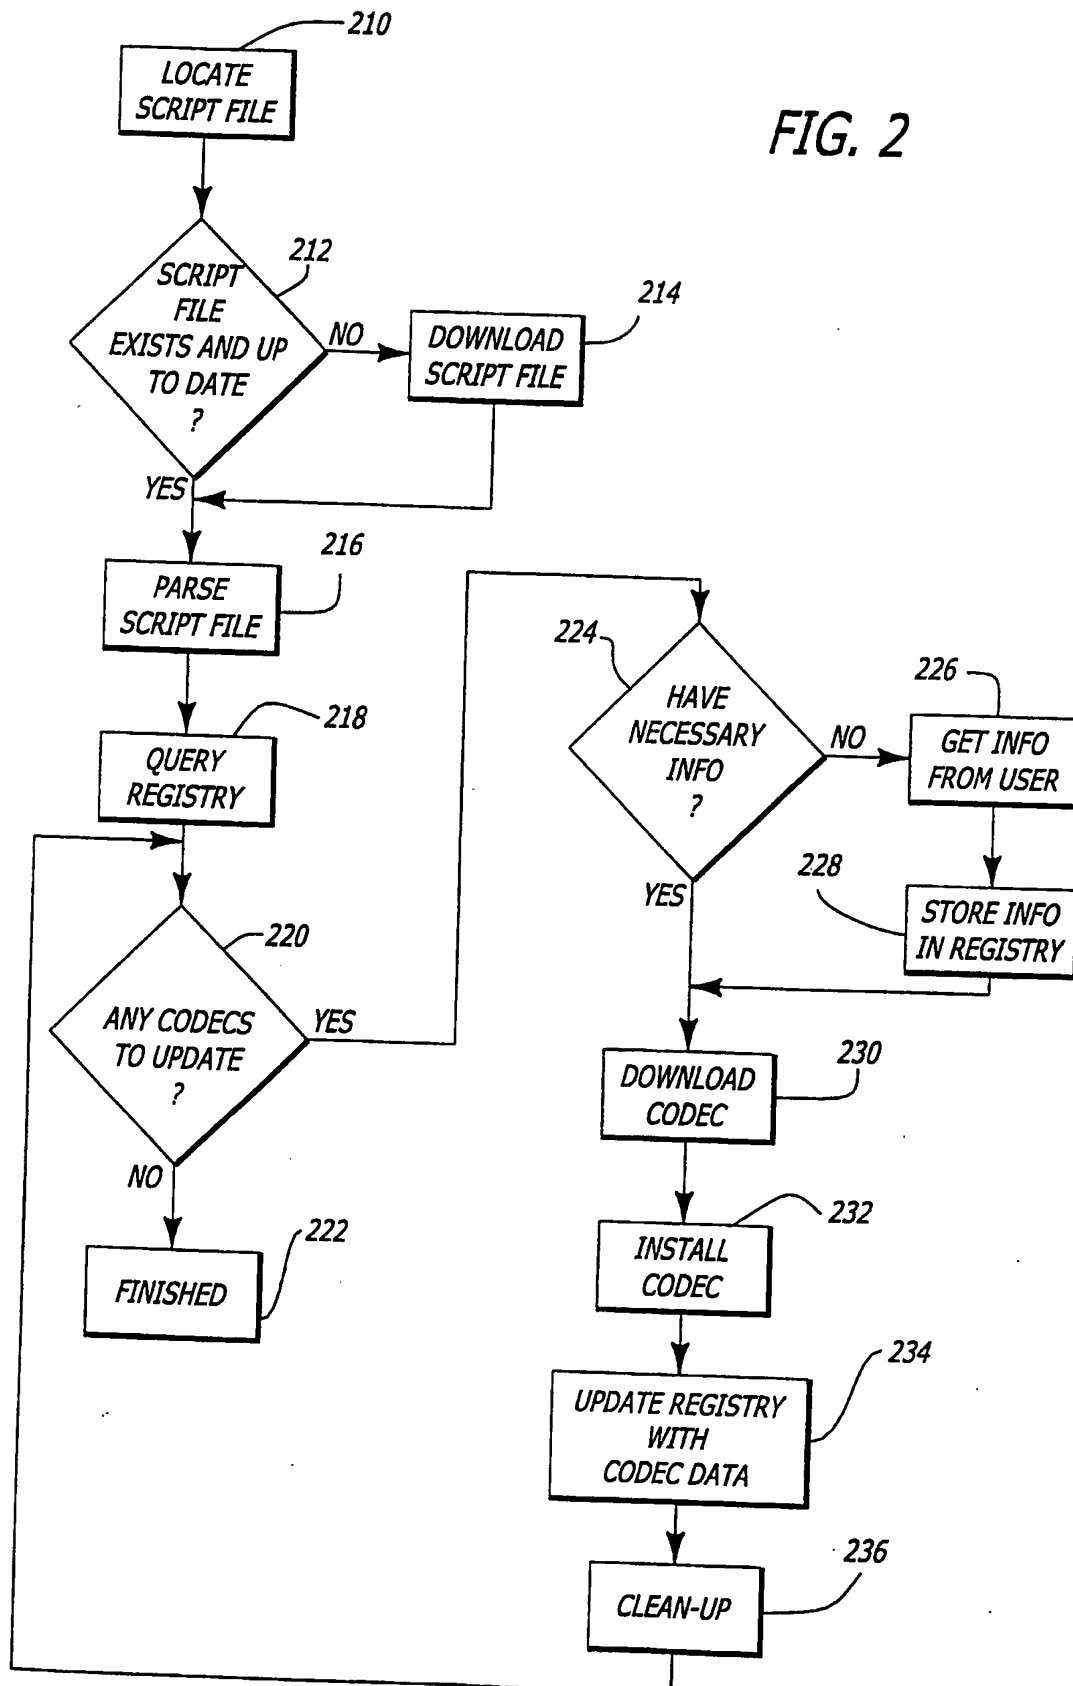 210
LOCATE
SCRIPT FILE
FIG. 2
212
SCRIPT
FILE
EXISTS AND UP
TO DATE
?
NO
214
DOWNLOAD
SCRIPT FILE
YES
216
PARSE
SCRIPT FILE
218
QUERY
REGISTRY
220
ANY CODECS
TO UPDATE
?
YES
NO
222
FINISHED
224
HAVE
NECESSARY
INFO
?
NO
226
GET INFO
FROM USER
228
STORE INFO
IN REGISTRY
YES
230
DOWNLOAD
CODEC
232
INSTALL
CODEC
234
UPDATE REGISTRY
WITH
CODEC DATA
236
CLEAN-UP